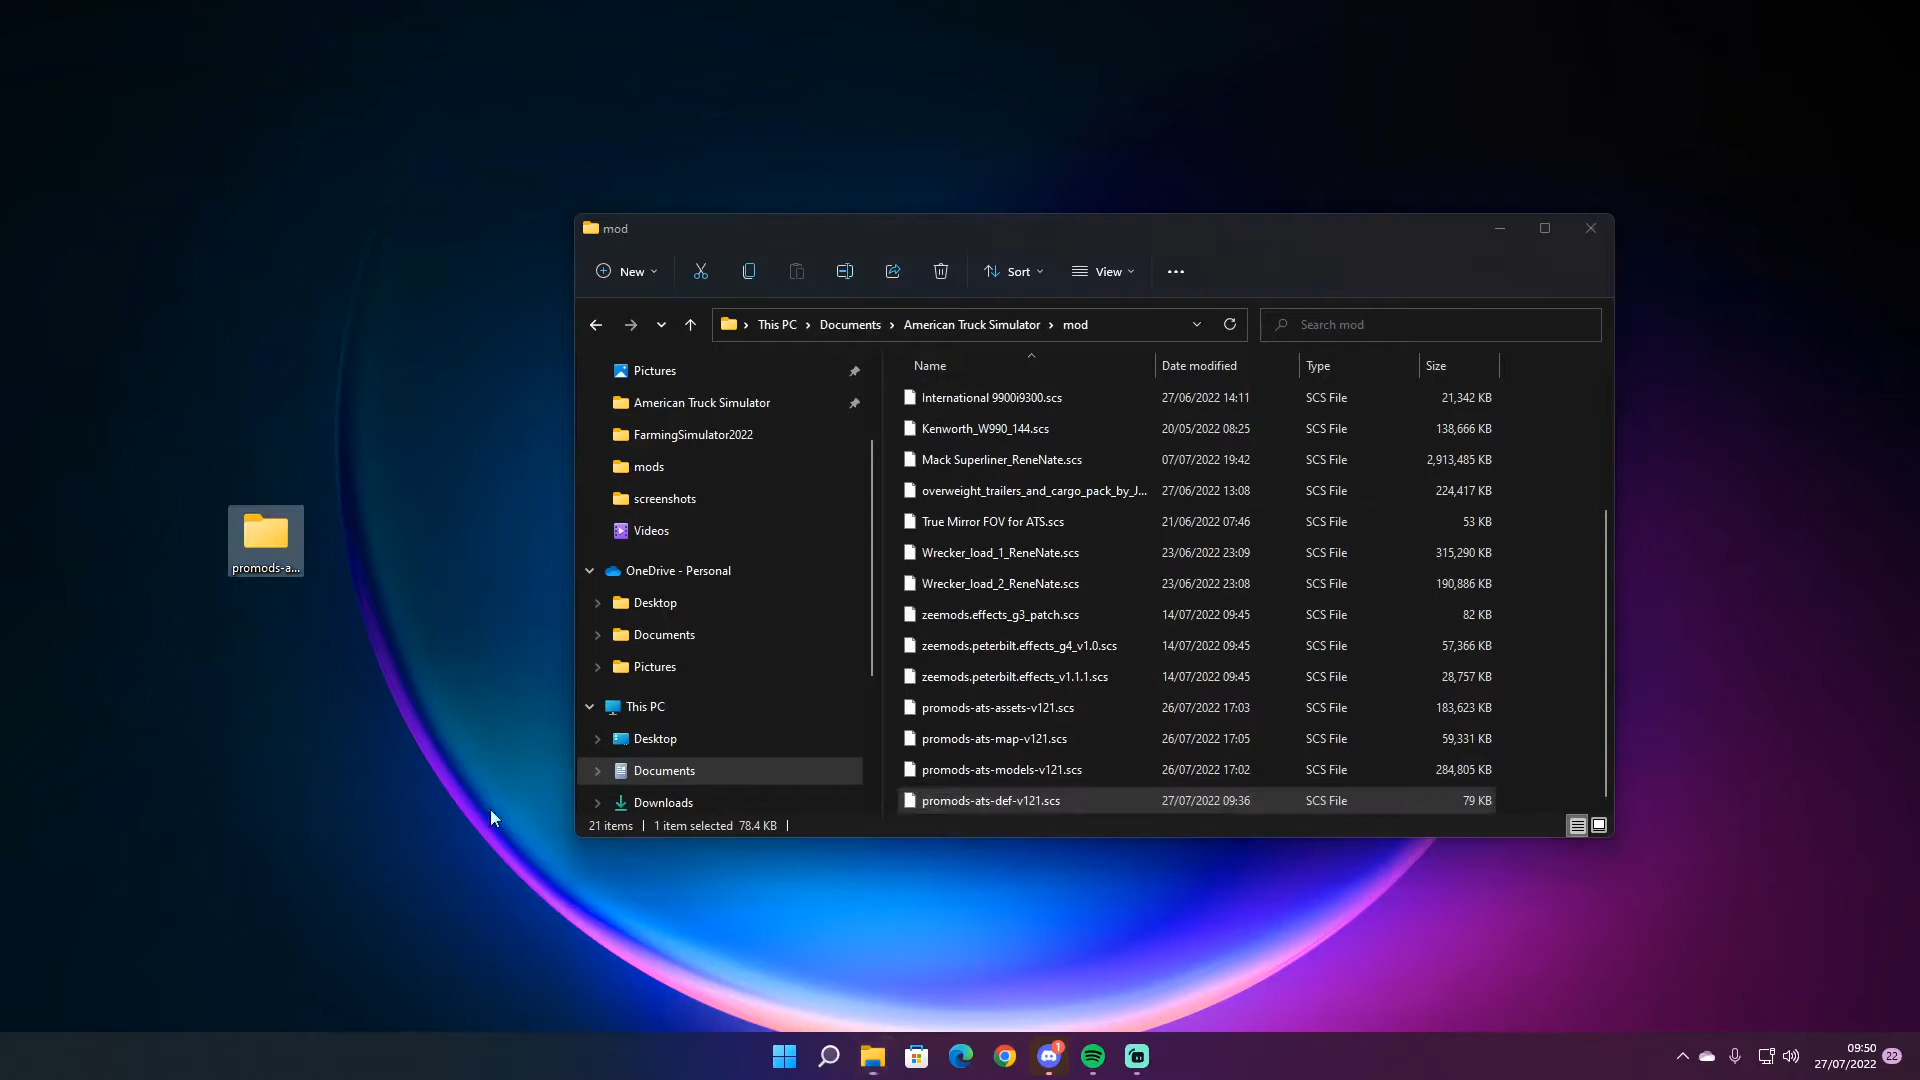 mod
New
Sort
View
This PC
Documents
American Truck Simulator
mod
Search mod
Name
Date modified
Type
Size
Pictures
American Truck Simulator
FarmingSimulator2022
mods
screenshots
Videos
OneDrive - Personal
Desktop
Documents
Pictures
This PC
Desktop
Documents
Downloads
International 9900i9300.scs 27/06/2022 14:11 SCS File 21,342 KB
Kenworth_W990_144.scs 20/05/2022 08:25 SCS File 138,666 KB
Mack Superliner_ReneNate.scs 07/07/2022 19:42 SCS File 2,913,485 KB
overweight_trailers_and_cargo_pack_by_J... 27/06/2022 13:08 SCS File 224,417 KB
True Mirror FOV for ATS.scs 21/06/2022 07:46 SCS File 53 KB
Wrecker_load_1_ReneNate.scs 23/06/2022 23:09 SCS File 315,290 KB
Wrecker_load_2_ReneNate.scs 23/06/2022 23:08 SCS File 190,886 KB
zeemods.effects_g3_patch.scs 14/07/2022 09:45 SCS File 82 KB
zeemods.peterbilt.effects_g4_v1.0.scs 14/07/2022 09:45 SCS File 57,366 KB
zeemods.peterbilt.effects_v1.1.1.scs 14/07/2022 09:45 SCS File 28,757 KB
promods-ats-assets-v121.scs 26/07/2022 17:03 SCS File 183,623 KB
promods-ats-map-v121.scs 26/07/2022 17:05 SCS File 59,331 KB
promods-ats-models-v121.scs 26/07/2022 17:02 SCS File 284,805 KB
promods-ats-def-v121.scs 27/07/2022 09:36 SCS File 79 KB
21 items
1 item selected 78.4 KB
promods-a...
1
09:50
27/07/2022
22